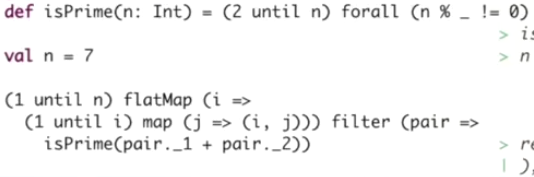 def isPrime(n: Int) = (2 until n) forall (n % _ != 0)
> is
val n = 7
> n
(1 until n) flatMap (i =>
(1 until i) map (j => (i, j))) filter (pair =>
isPrime(pair._1 + pair._2))
> re
| ),